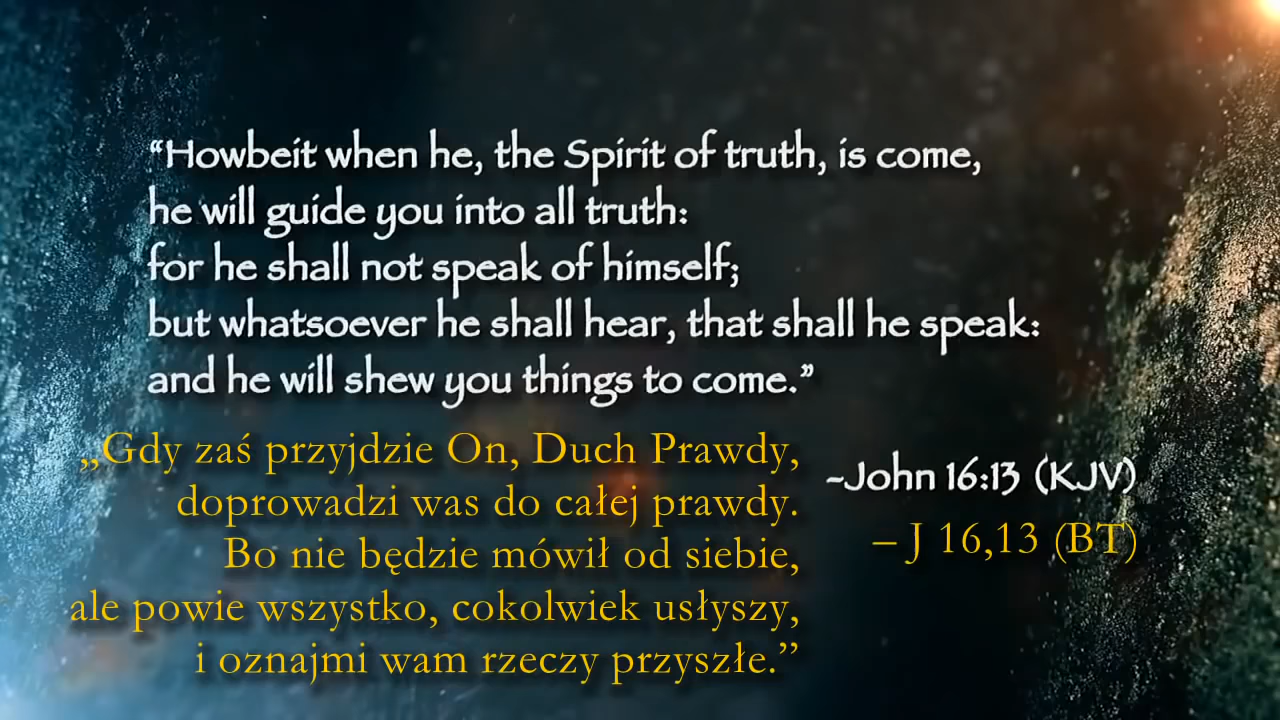 “Howbeit when he, the Spirit of truth, is come,
he will guide you into all truth:
for he shall not speak of himself;
but whatsoever he shall hear, that shall he speak:
and he will shew you things to come.”
~John 16:13 (KJV)
„Gdy zaś przyjdzie On, Duch Prawdy,
doprowadzi was do całej prawdy.
Bo nie będzie mówił od siebie,
ale powie wszystko, cokolwiek usłyszy,
i oznajmi wam rzeczy przyszłe.”
– J 16,13 (BT)